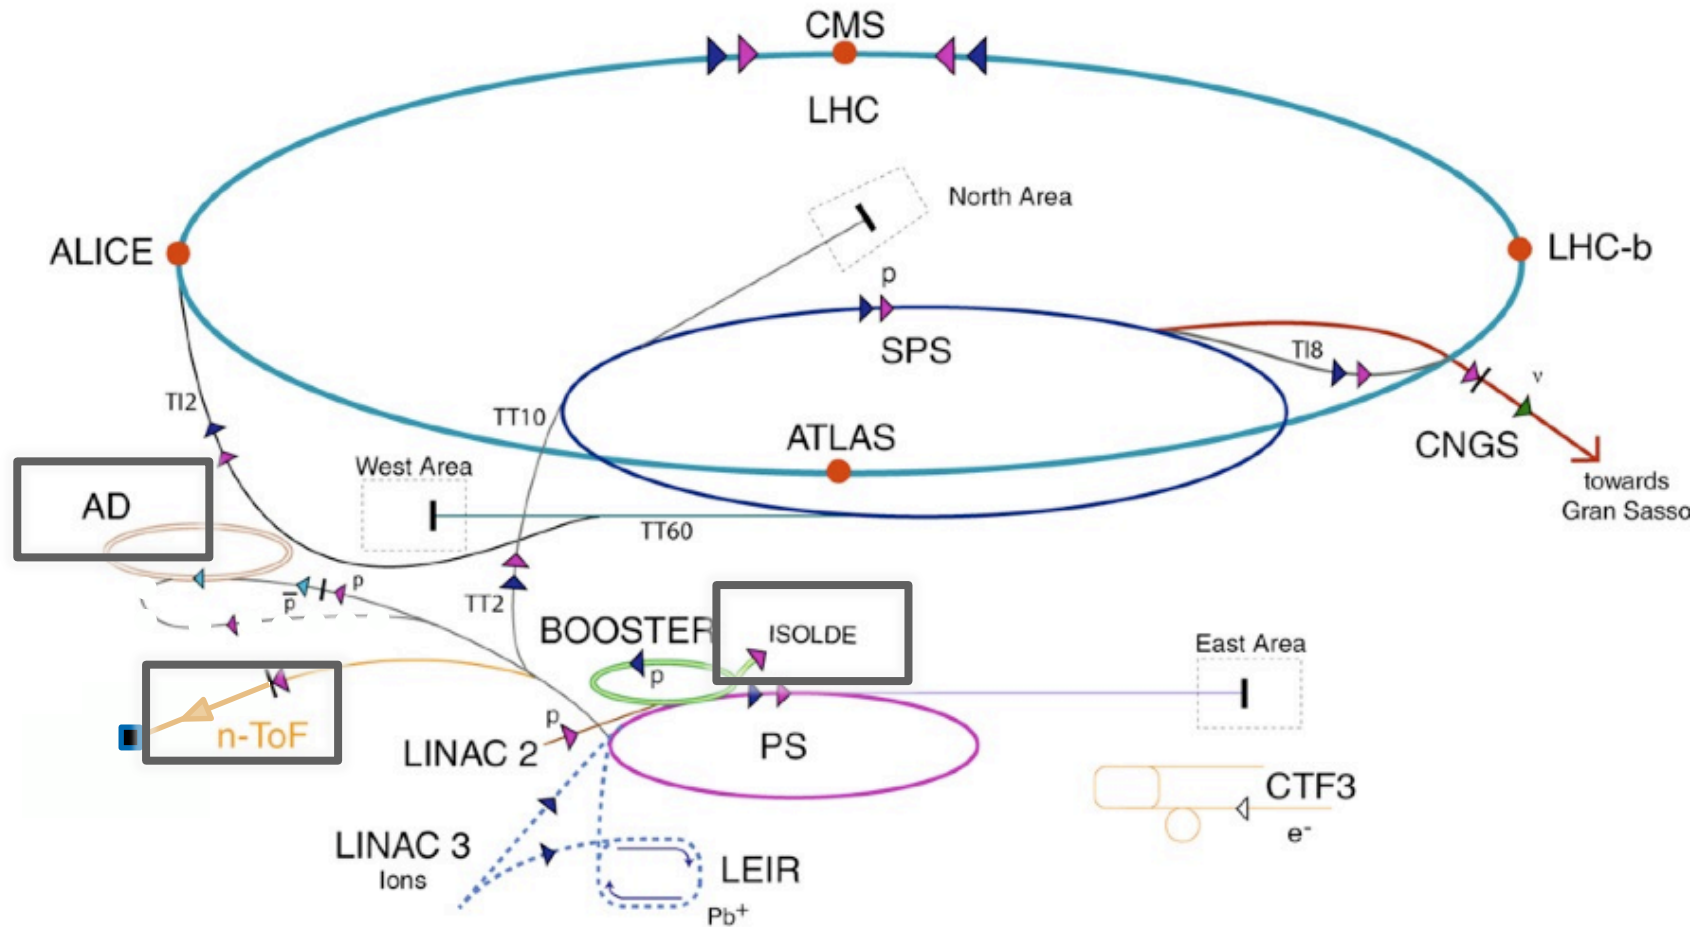 CMS
LHC
North Area
ALICE
LHC-b
p
SPS
TI8
ν
TI2
TT10
ATLAS
CNGS
West Area
towards
Gran Sasso
AD
TT60
p
p̅
TT2
BOOSTER
ISOLDE
East Area
p
p
n-ToF
LINAC 2
PS
CTF3
e-
LINAC 3
Ions
LEIR
Pb+